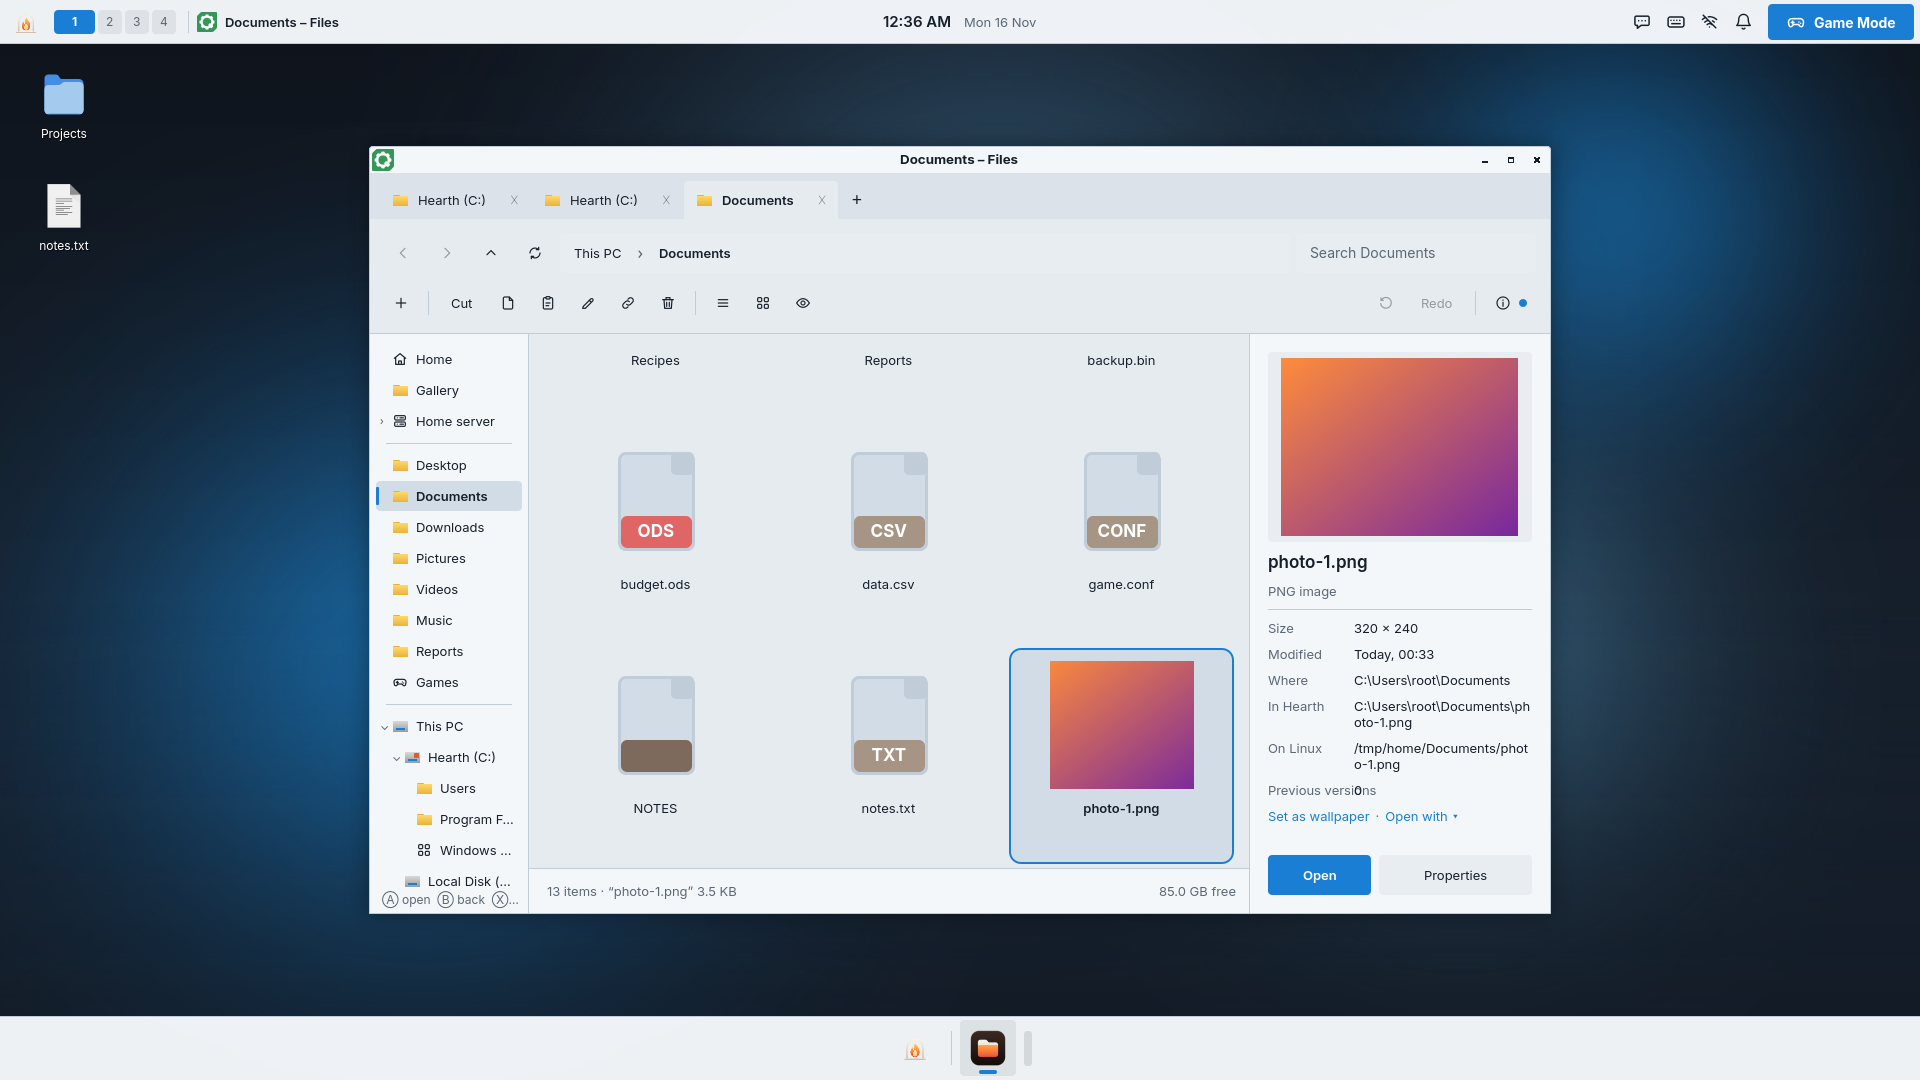 1 2 3 4 Documents – Files 12:36 AM Mon 16 Nov Game Mode
Projects
notes.txt
Documents – Files
Hearth (C:) X Hearth (C:) X Documents X +
This PC › Documents Search Documents
Cut Redo
Home
Gallery
Home server
Desktop
Documents
Downloads
Pictures
Videos
Music
Reports
Games
This PC
Hearth (C:)
Users
Program F...
Windows ...
Local Disk (...
A open B back X...
Recipes Reports backup.bin
ODS CSV CONF
budget.ods data.csv game.conf
TXT
NOTES notes.txt photo-1.png
13 items · “photo-1.png” 3.5 KB 85.0 GB free
photo-1.png
PNG image
Size 320 × 240
Modified Today, 00:33
Where C:\Users\root\Documents
In Hearth C:\Users\root\Documents\ph
oto-1.png
On Linux /tmp/home/Documents/phot
o-1.png
Previous versions 0
Set as wallpaper · Open with
Open Properties